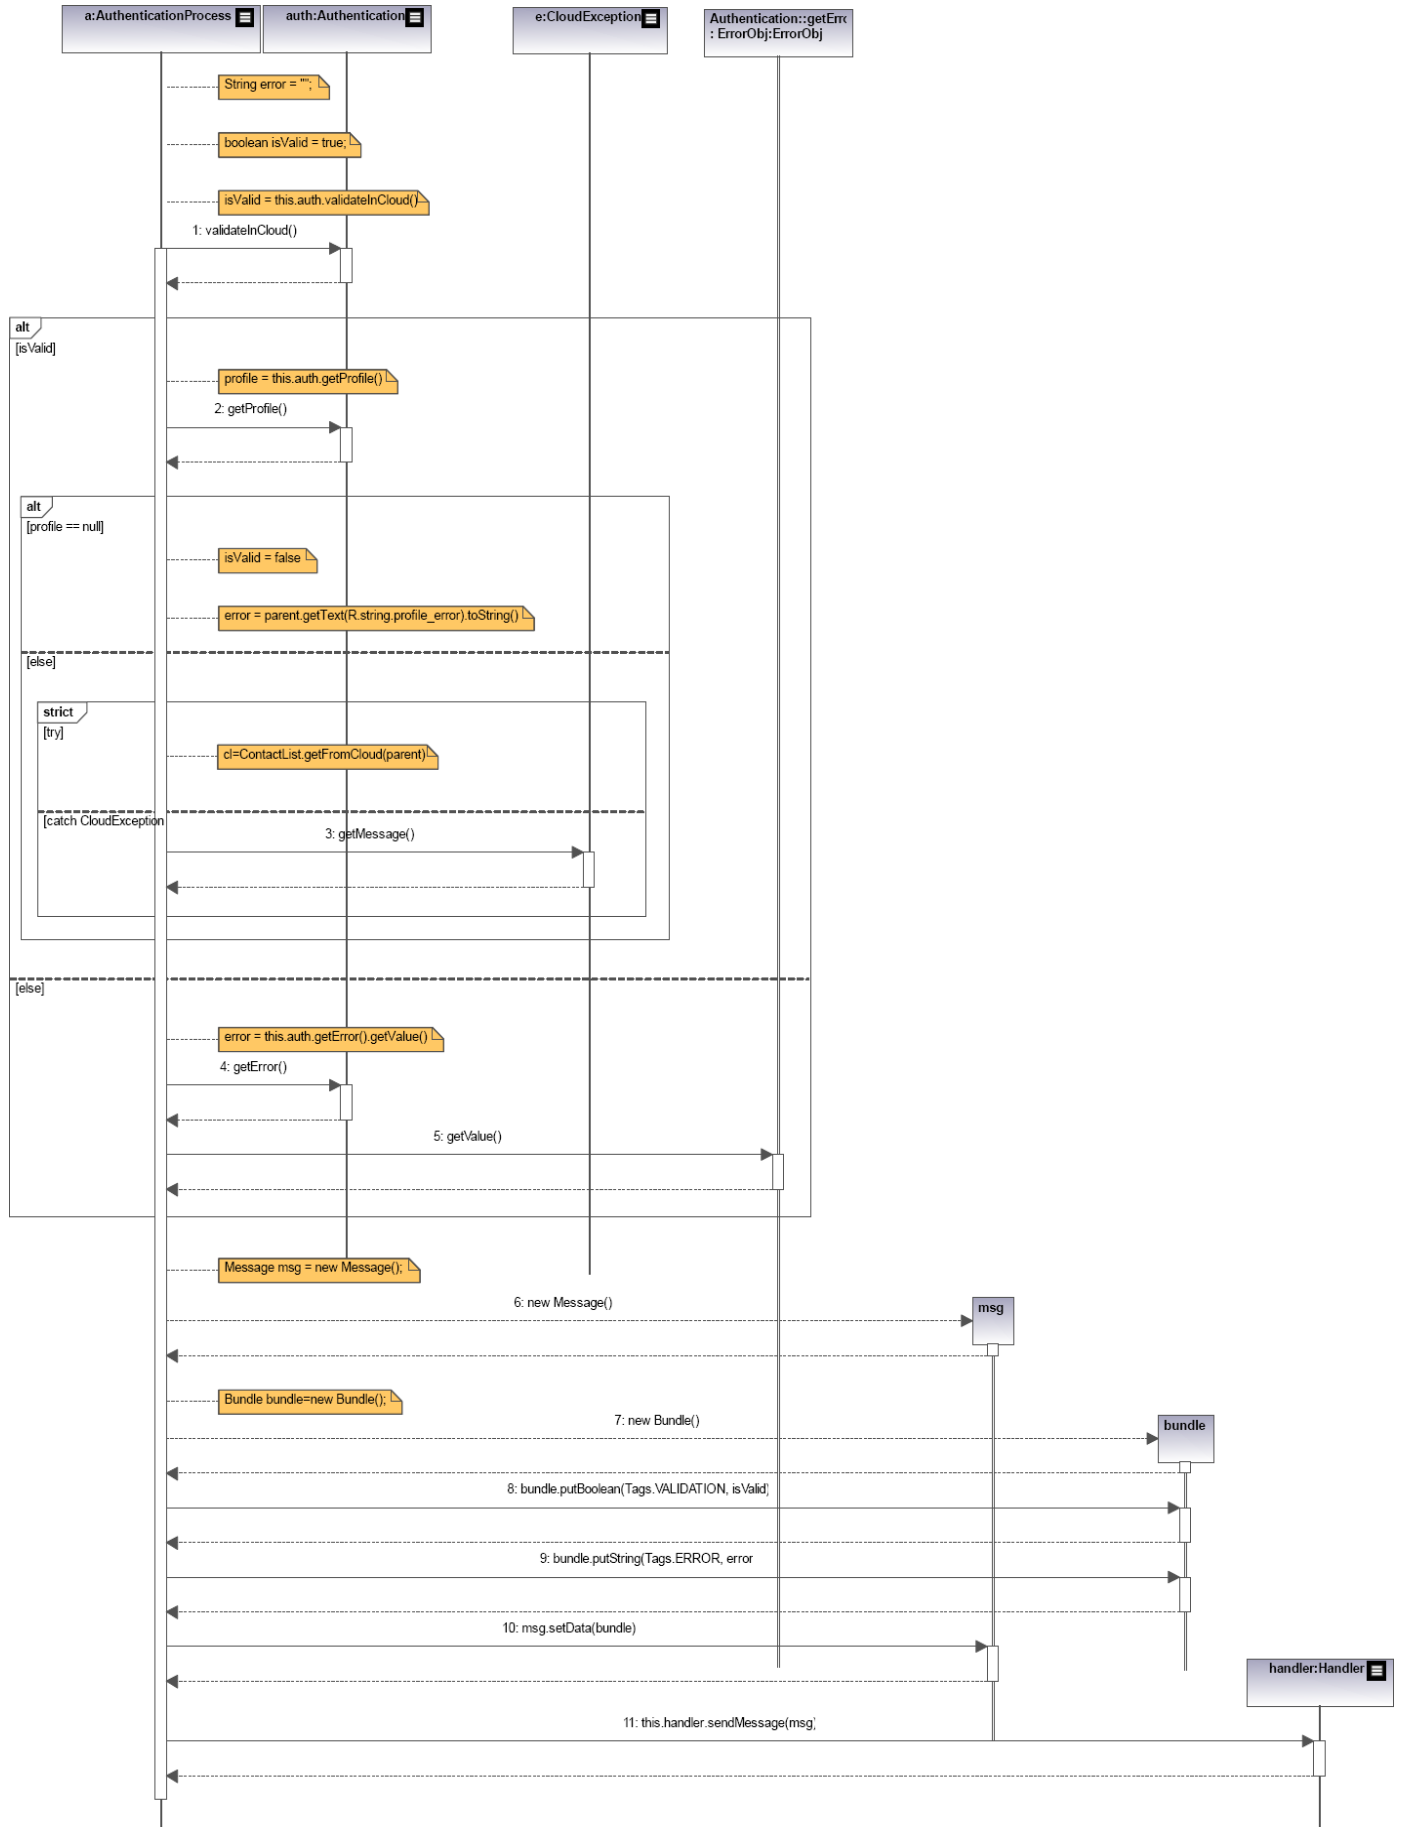 a:AuthenticationProcess
auth:Authentication
e:CloudException
Authentication::getErr
: ErrorObj:ErrorObj
String error = "";
boolean isValid = true;
isValid = this.auth.validateInCloud()
1: validateInCloud()
alt
[isValid]
profile = this.auth.getProfile()
2: getProfile()
alt
[profile == null]
isValid = false
error = parent.getText(R.string.profile_error).toString()
[else]
strict
[try]
cl=ContactList.getFromCloud(parent)
[catch CloudException
3: getMessage()
[else]
error = this.auth.getError().getValue()
4: getError()
5: getValue()
Message msg = new Message();
6: new Message()
msg
Bundle bundle=new Bundle();
7: new Bundle()
bundle
8: bundle.putBoolean(Tags.VALIDATION, isValid)
9: bundle.putString(Tags.ERROR, error
10: msg.setData(bundle)
handler:Handler
11: this.handler.sendMessage(msg)